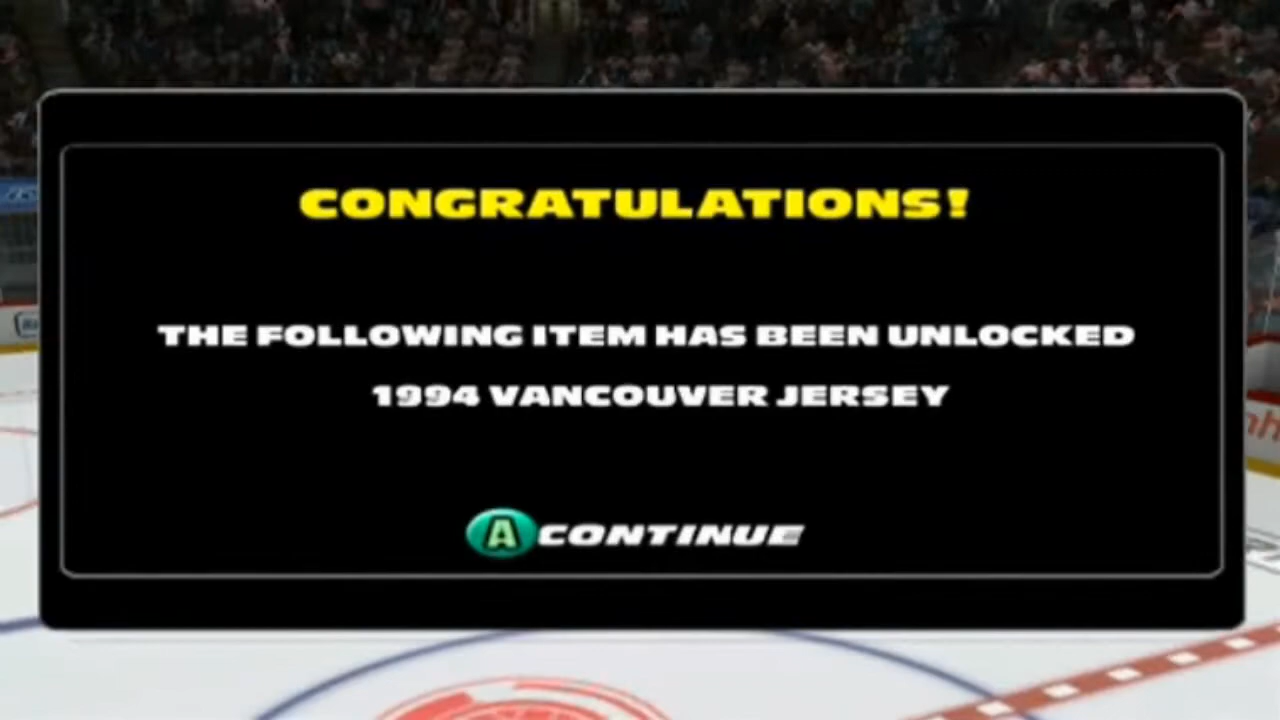 CONGRATULATIONS!
THE FOLLOWING ITEM HAS BEEN UNLOCKED
1994 VANCOUVER JERSEY
A CONTINUE